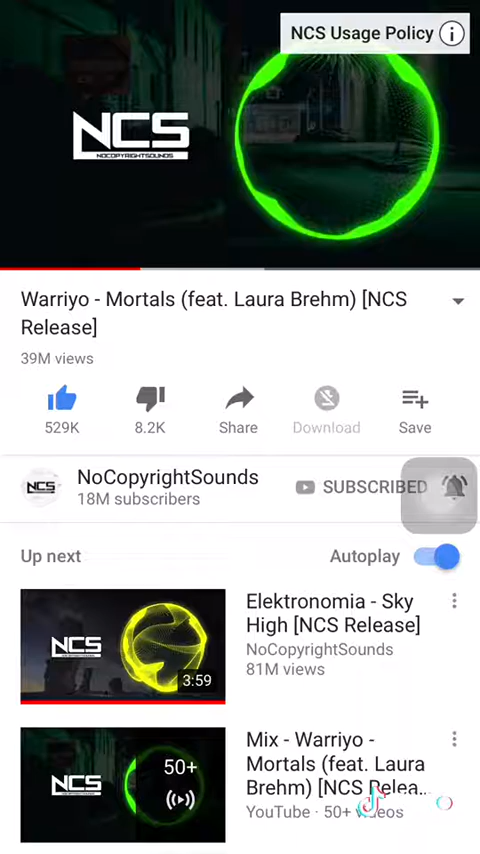 NCS Usage Policy
NCS
NOCOPYRIGHTSOUNDS
Warriyo - Mortals (feat. Laura Brehm) [NCS
Release]
39M views
529K
8.2K
Share
Download
Save
NCS
NoCopyrightSounds
18M subscribers
SUBSCRIBED
Up next
Autoplay
NCS
3:59
Elektronomia - Sky
High [NCS Release]
NoCopyrightSounds
81M views
NCS
50+
Mix - Warriyo -
Mortals (feat. Laura
Brehm) [NCS Relea...
YouTube · 50+ videos